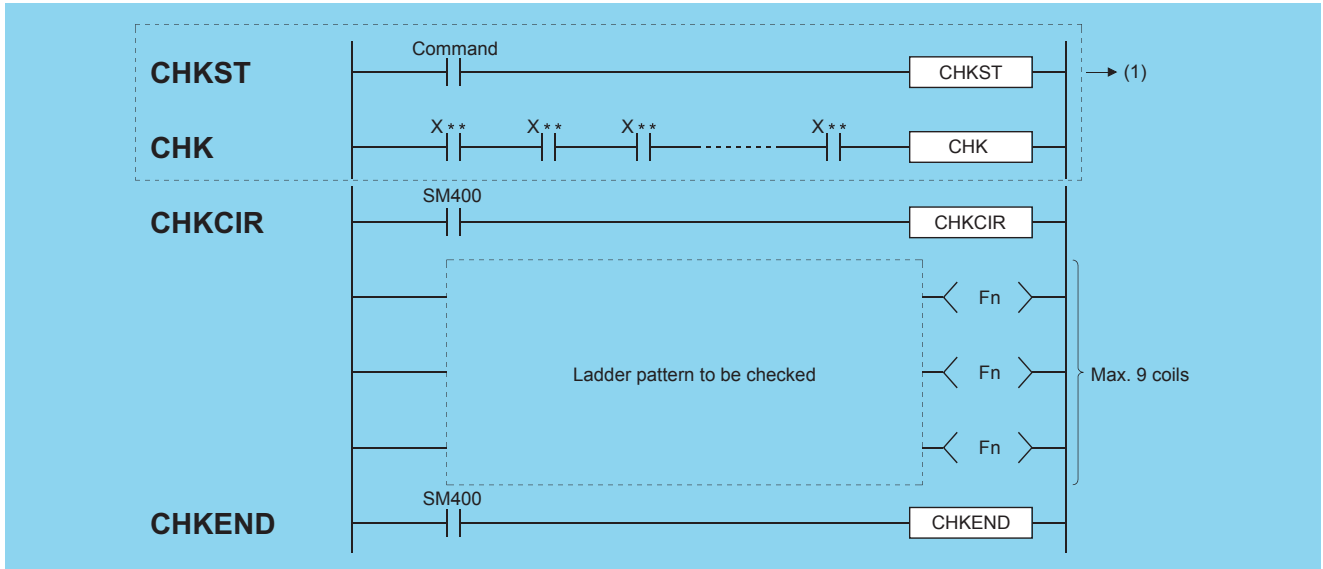 Command
CHKST CHKST (1)
X ** X ** X ** X **
CHK CHK
SM400
CHKCIR CHKCIR
Fn
Ladder pattern to be checked Fn Max. 9 coils
Fn
SM400
CHKEND CHKEND